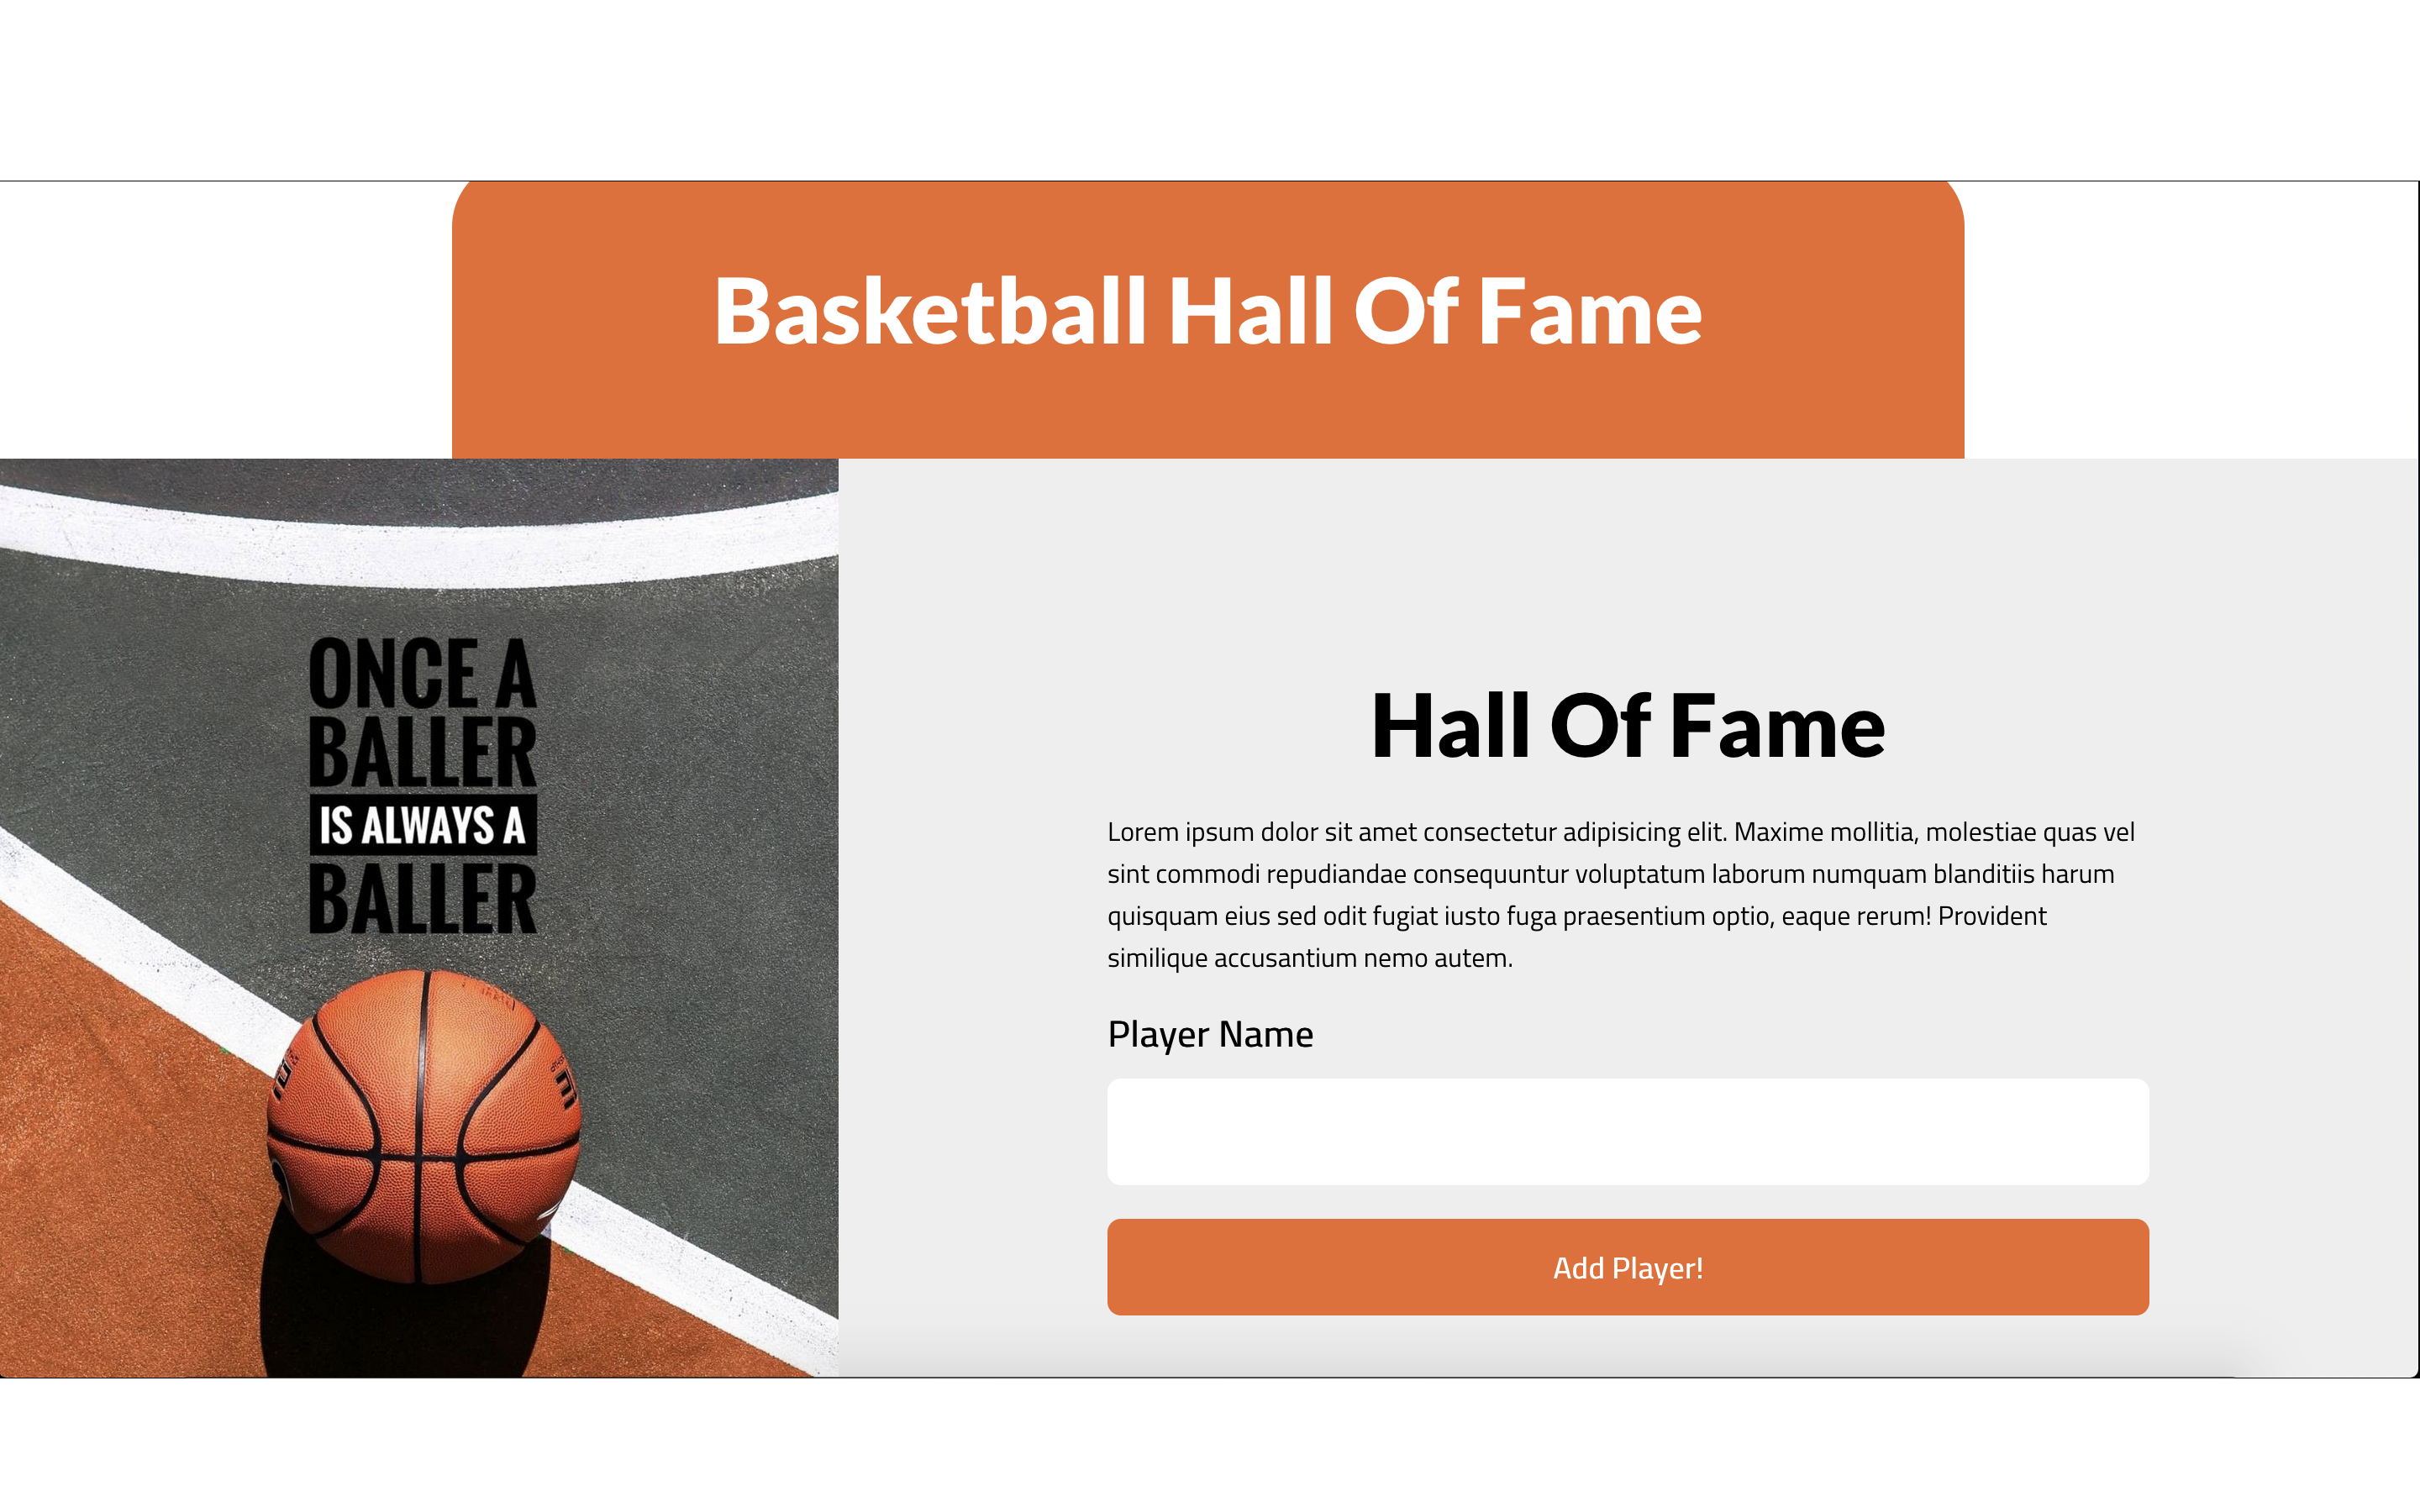 Basketball Hall Of Fame
ONCE A
BALLER
IS ALWAYS A
BALLER
Hall Of Fame
Lorem ipsum dolor sit amet consectetur adipisicing elit. Maxime mollitia, molestiae quas vel
sint commodi repudiandae consequuntur voluptatum laborum numquam blanditiis harum
quisquam eius sed odit fugiat iusto fuga praesentium optio, eaque rerum! Provident
similique accusantium nemo autem.
Player Name
Add Player!